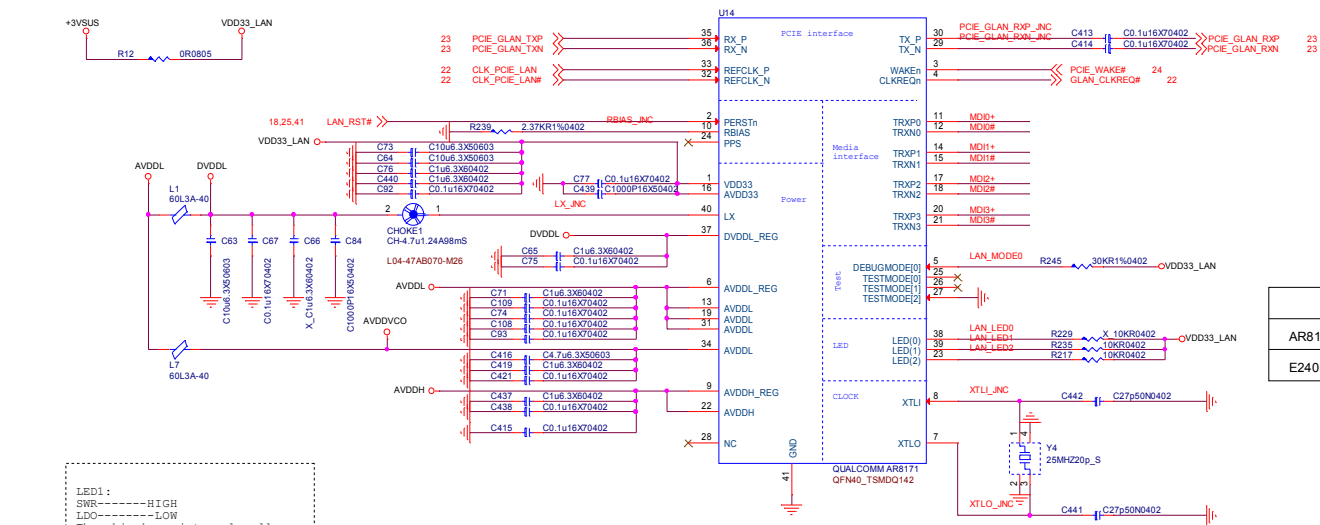 +3VSUS
VDD33_LAN
R12
0R0805
U14
PCIE interface
23 PCIE_GLAN_TXP
23 PCIE_GLAN_TXN
35 RX_P
36 RX_N
22 CLK_PCIE_LAN
22 CLK_PCIE_LAN#
33 REFCLK_P
32 REFCLK_N
TX_P 30
TX_N 29
PCIE_GLAN_RXP_JNC
PCIE_GLAN_RXN_JNC
C413 C0.1u16X70402
C414 C0.1u16X70402
PCIE_GLAN_RXP 23
PCIE_GLAN_RXN 23
WAKEn 3
CLKREQn 4
PCIE_WAKE# 24
GLAN_CLKREQ# 22
18,25,41 LAN_RST#
2 PERSTn
RBIAS_JNC
R239 2.37KR1%0402
10 RBIAS
24 PPS
VDD33_LAN
C73 C10u6.3X50603
C64 C1u6.3X60402
C76 C1u6.3X60402
C440 C1u6.3X60402
C92 C0.1u16X70402
C77 C0.1u16X70402
C439 C1000P16X50402
LX_JNC
1 VDD33
16 AVDD33
40 LX
37 DVDDL_REG
Media
interface
Power
TRXP0 11 MDI0+
TRXN0 12 MDI0#
TRXP1 14 MDI1+
TRXN1 15 MDI1#
TRXP2 17 MDI2+
TRXN2 18 MDI2#
TRXP3 20 MDI3+
TRXN3 21 MDI3#
AVDDL
DVDDL
L1
60L3A-40
2
1
CHOKE1
CH-4.7u1.24A98mS
L04-47AB070-M26
C63
C67
C66
C84
C10u6.3X50603
C0.1u16X70402
X_C1u6.3X60402
C1000P16X50402
DVDDL
C65 C1u6.3X60402
C75 C0.1u16X70402
Test
DEBUGMODE[0] 5
TESTMODE[0] 25
TESTMODE[1] 26
TESTMODE[2] 27
LAN_MODE0
R245 30KR1%0402
VDD33_LAN
AVDDL
C71 C1u6.3X60402
C109 C0.1u16X70402
C74 C0.1u16X70402
C108 C0.1u16X70402
C93 C0.1u16X70402
6 AVDDL_REG
13 AVDDL
19 AVDDL
31 AVDDL
AVDDVCO
34 AVDDL
C416 C4.7u6.3X50603
C419 C1u6.3X60402
C421 C0.1u16X70402
L7
60L3A-40
LED
LED(0) 38
LED(1) 39
LED(2) 23
LAN_LED0
LAN_LED1
LAN_LED2
R229 X_10KR0402
R235 10KR0402
R217 10KR0402
VDD33_LAN
AR81
E240
AVDDH
C437 C1u6.3X60402
C438 C0.1u16X70402
C415 C0.1u16X70402
9 AVDDH_REG
22 AVDDH
28 NC
CLOCK
XTLI 8
XTLI_JNC
C442 C27p50N0402
XTLO 7
XTLO_JNC
1
4
2
3
Y4
25MHZ20p_S
C441 C27p50N0402
GND
41
QUALCOMM AR8171
QFN40_TSMDQ142
LED1:
SWR-------HIGH
LDO--------LOW